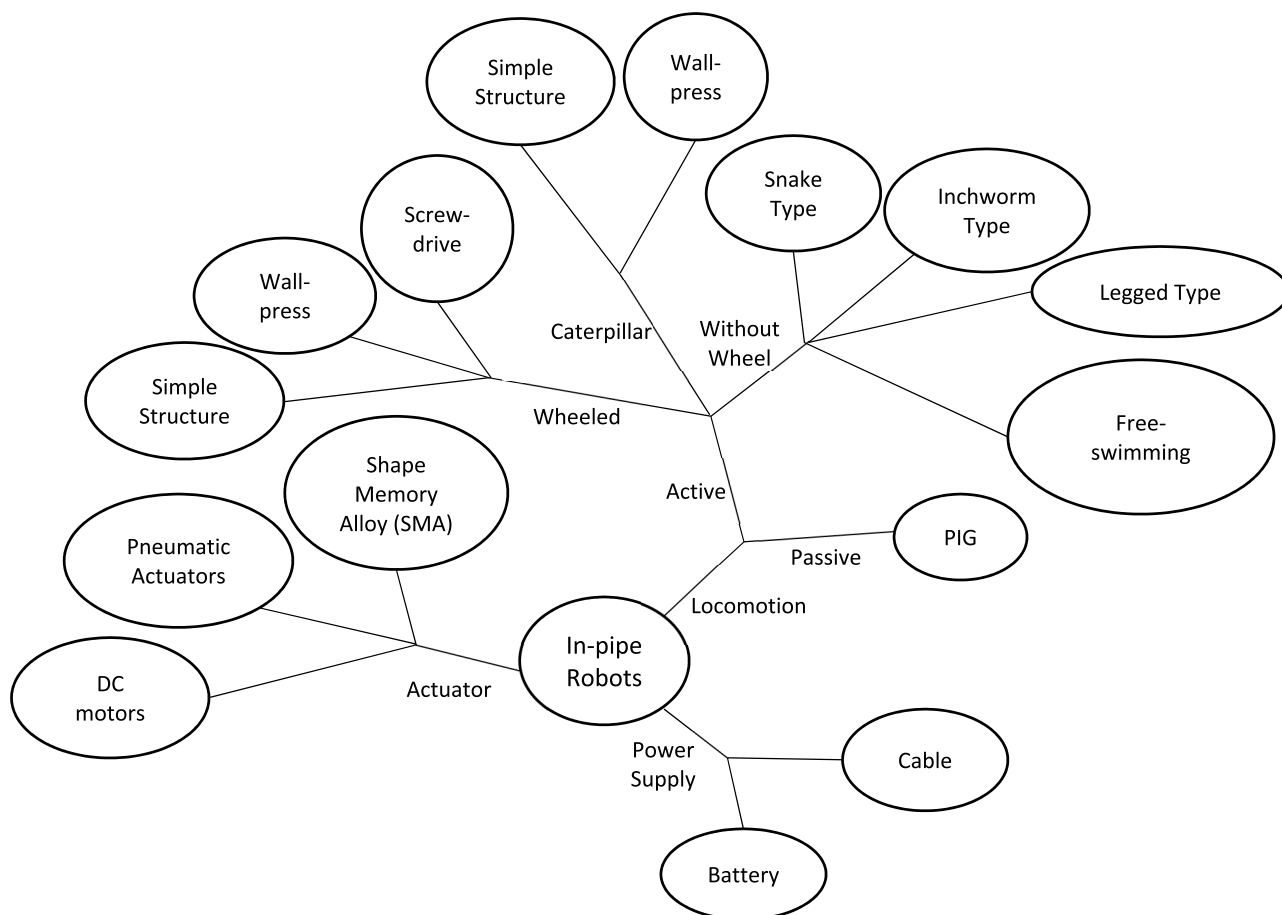 Simple
Structure
Wall-
press
Screw-
drive
Snake
Type
Inchworm
Type
Wall-
press
Legged Type
Caterpillar
Without
Wheel
Simple
Structure
Wheeled
Free-
swimming
Shape
Memory
Alloy (SMA)
Active
Pneumatic
Actuators
PIG
Passive
Locomotion
In-pipe
Robots
DC
motors
Actuator
Power
Supply
Cable
Battery